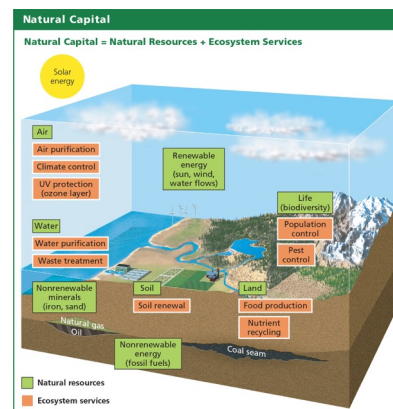 Natural Capital
Natural Capital = Natural Resources + Ecosystem Services
Solar
energy
Air
Air purification
Climate control
UV protection
(ozone layer)
Renewable
energy
(sun, wind,
water flows)
Life
(biodiversity)
Population
control
Pest
control
Water
Water purification
Waste treatment
Nonrenewable
minerals
(iron, sand)
Soil
Soil renewal
Land
Food production
Nutrient
recycling
Natural gas
Oil
Nonrenewable
energy
(fossil fuels)
Coal seam
Natural resources
Ecosystem services